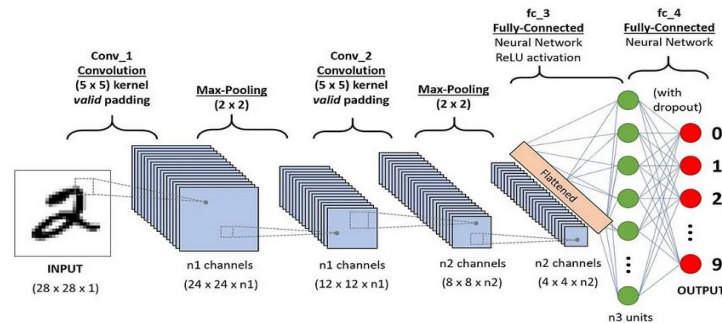 fc_3
Fully-Connected
Neural Network
ReLU activation
fc_4
Fully-Connected
Neural Network
Conv_1
Convolution
(5 x 5) kernel
valid padding
Max-Pooling
(2 x 2)
Conv_2
Convolution
(5 x 5) kernel
valid padding
Max-Pooling
(2 x 2)
(with
dropout)
Flattened
0
1
2
9
2
INPUT
(28 x 28 x 1)
n1 channels
(24 x 24 x n1)
n1 channels
(12 x 12 x n1)
n2 channels
(8 x 8 x n2)
n2 channels
(4 x 4 x n2)
OUTPUT
n3 units